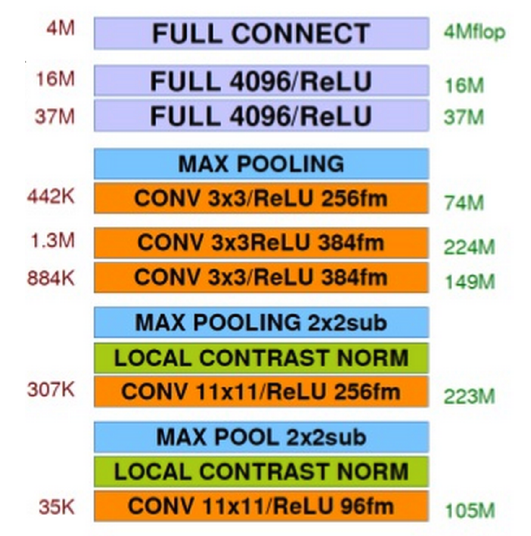 4M FULL CONNECT 4Mflop
16M FULL 4096/ReLU 16M
37M FULL 4096/ReLU 37M
MAX POOLING
442K CONV 3x3/ReLU 256fm 74M
1.3M CONV 3x3ReLU 384fm 224M
884K CONV 3x3/ReLU 384fm 149M
MAX POOLING 2x2sub
LOCAL CONTRAST NORM
307K CONV 11x11/ReLU 256fm 223M
MAX POOL 2x2sub
LOCAL CONTRAST NORM
35K CONV 11x11/ReLU 96fm 105M